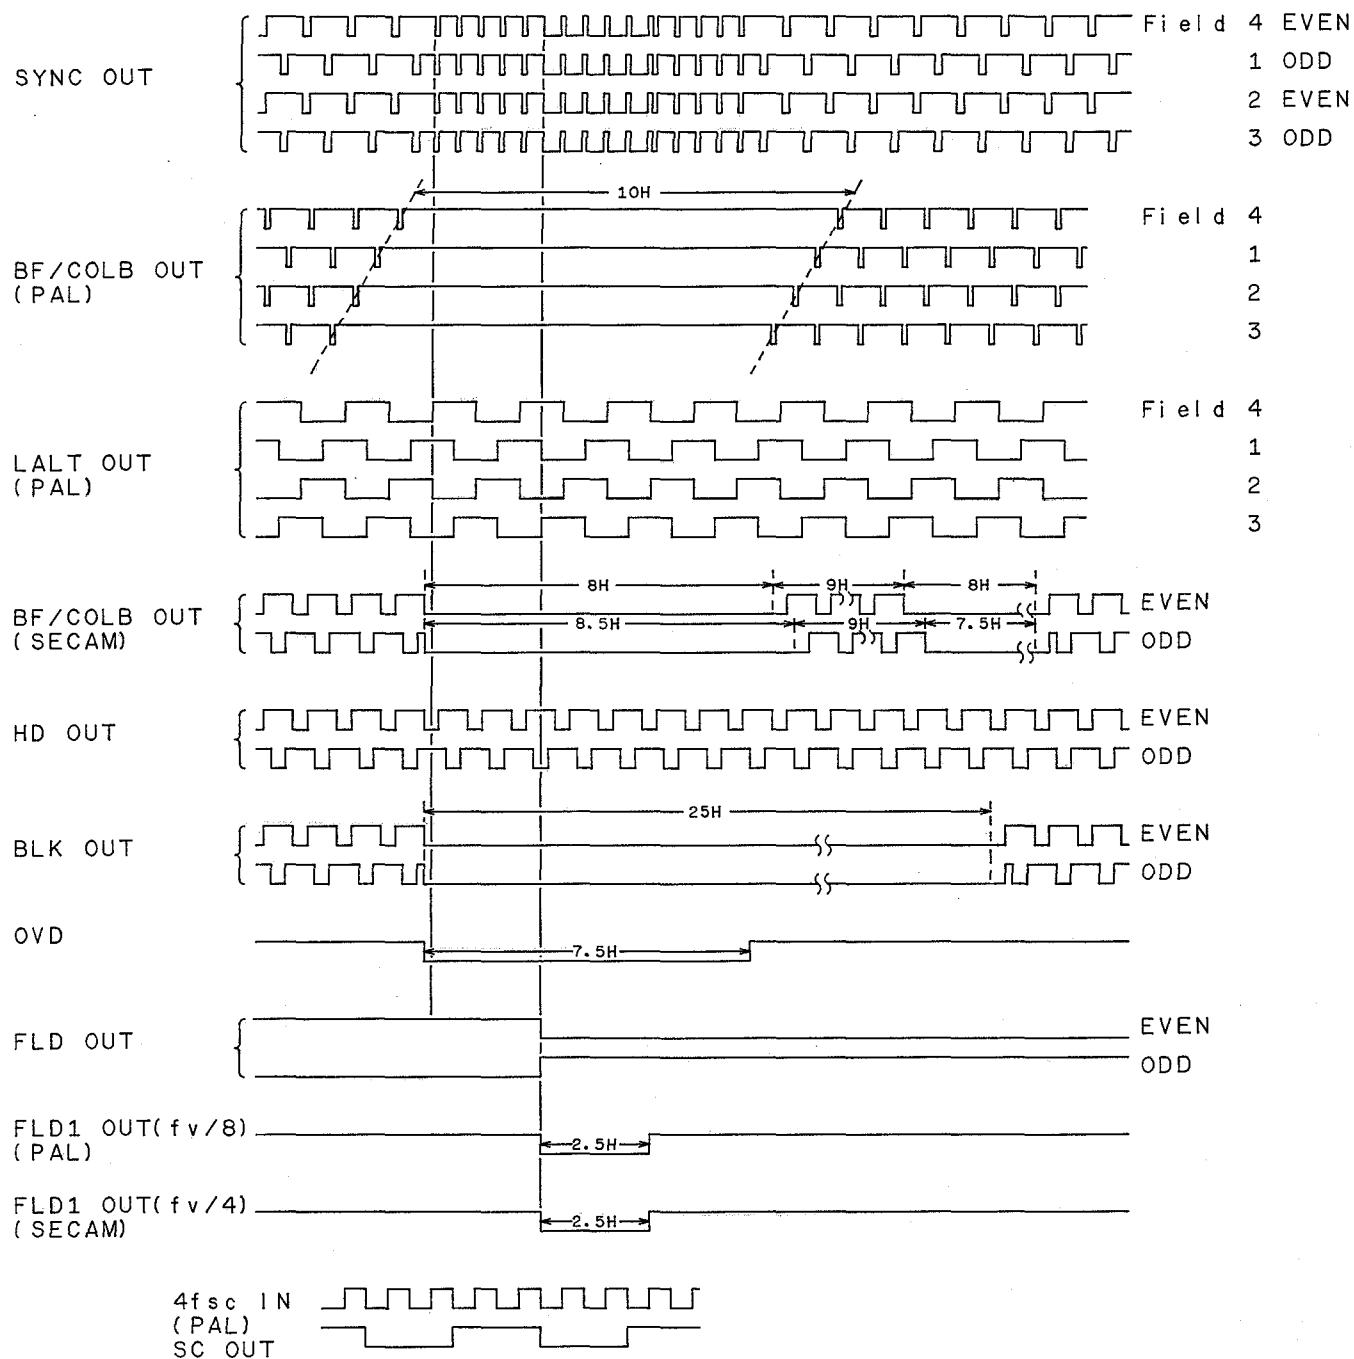 Field 4 EVEN
SYNC OUT
1 ODD
2 EVEN
3 ODD
10H
Field 4
BF/COLB OUT
(PAL)
1
2
3
Field 4
LALT OUT
(PAL)
1
2
3
8H 9H 8H
BF/COLB OUT
(SECAM)
EVEN
8.5H 9H 7.5H
ODD
HD OUT
EVEN
ODD
25H
BLK OUT
EVEN
ODD
OVD
7.5H
FLD OUT
EVEN
ODD
FLD1 OUT(fv/8)
(PAL)
2.5H
FLD1 OUT(fv/4)
(SECAM)
2.5H
4fsc IN
(PAL)
SC OUT